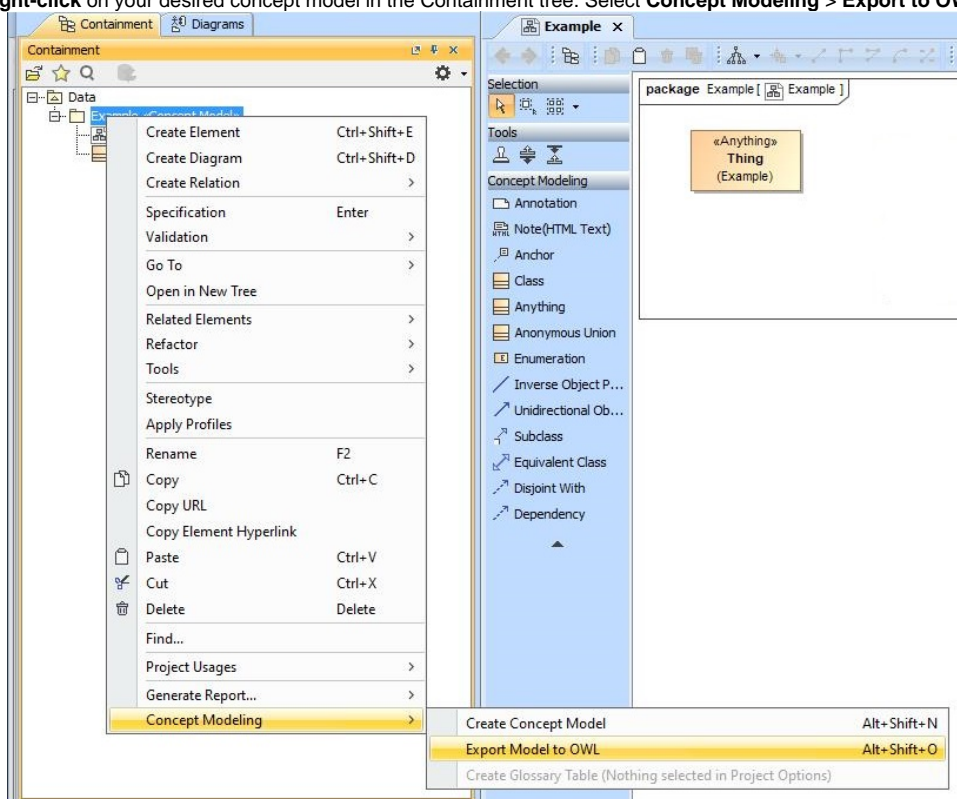 ght-click on your desired concept model in the Containment tree. Select Concept Modeling > Export to OW
Containment
Diagrams
Example
Containment
Data
Example «Concept Model»
Create Element Ctrl+Shift+E
Create Diagram Ctrl+Shift+D
Create Relation
Specification Enter
Validation
Go To
Open in New Tree
Related Elements
Refactor
Tools
Stereotype
Apply Profiles
Rename F2
Copy Ctrl+C
Copy URL
Copy Element Hyperlink
Paste Ctrl+V
Cut Ctrl+X
Delete Delete
Find...
Project Usages
Generate Report...
Concept Modeling
Create Concept Model Alt+Shift+N
Export Model to OWL Alt+Shift+O
Create Glossary Table (Nothing selected in Project Options)
Selection
Tools
Concept Modeling
Annotation
Note(HTML Text)
Anchor
Class
Anything
Anonymous Union
Enumeration
Inverse Object P...
Unidirectional Ob...
Subclass
Equivalent Class
Disjoint With
Dependency
package Example [ Example ]
«Anything»
Thing
(Example)